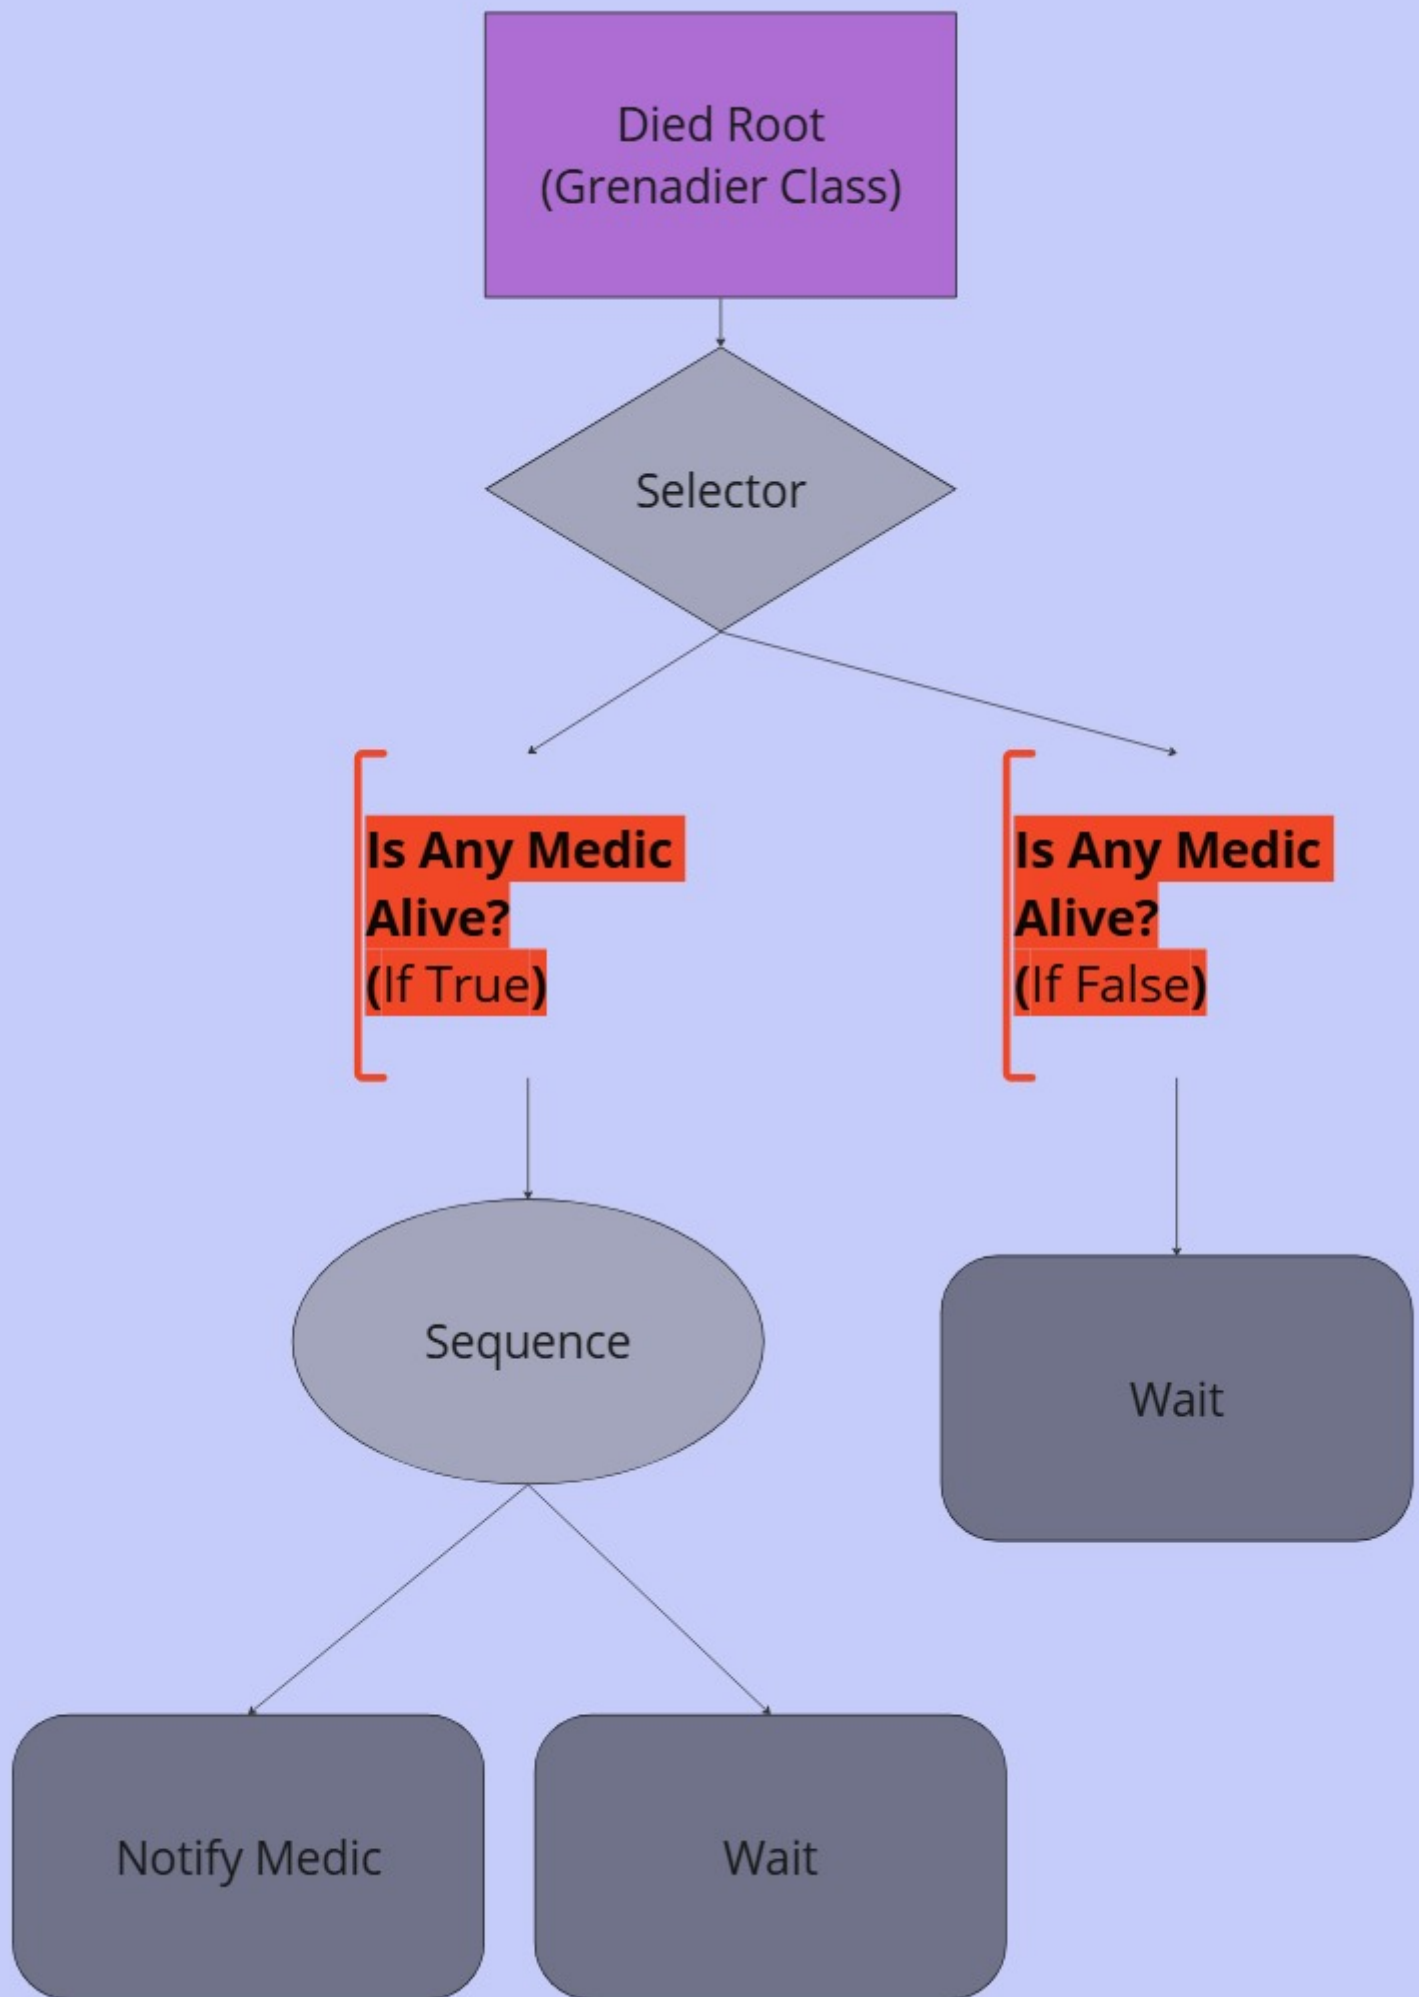 Died Root
(Grenadier Class)
Selector
Is Any Medic
Alive?
(If True)
Is Any Medic
Alive?
(If False)
Sequence
Wait
Notify Medic
Wait